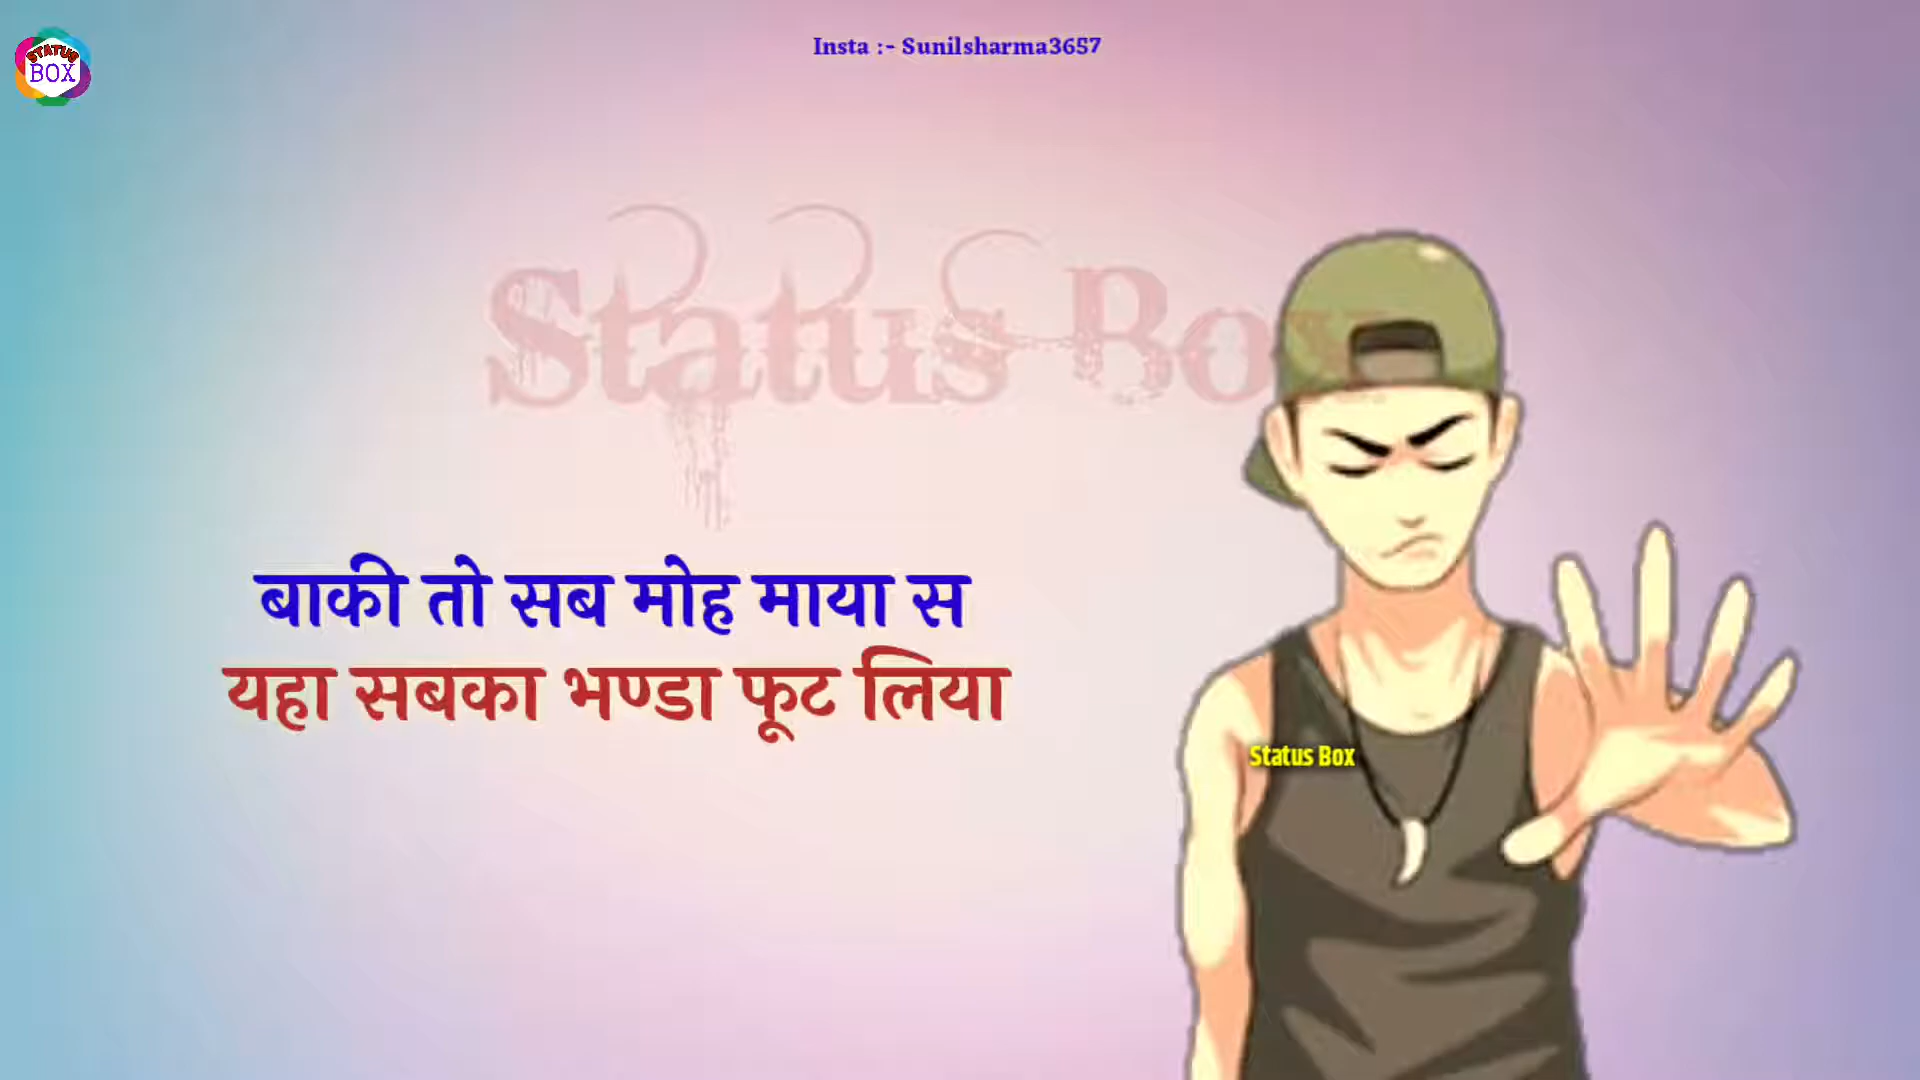 Insta :- Sunilsharma3657
STATUS
BOX
Status Box
बाकी तो सब मोह माया स
यहा सबका भण्डा फूट लिया
Status Box